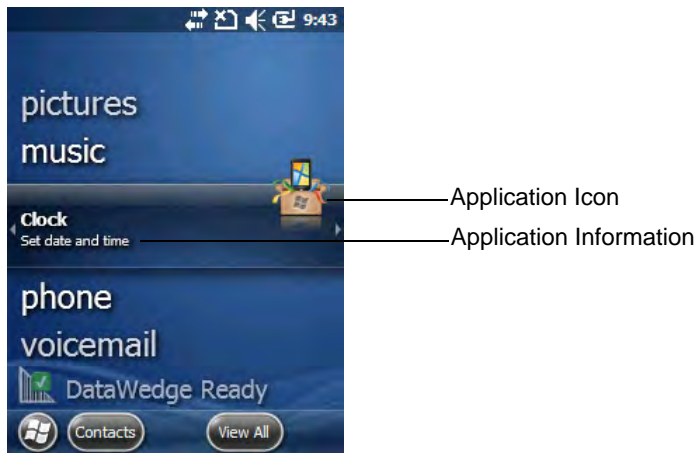 9:43
pictures
music
Application Icon
Clock
Set date and time
Application Information
phone
voicemail
DataWedge Ready
Contacts
View All